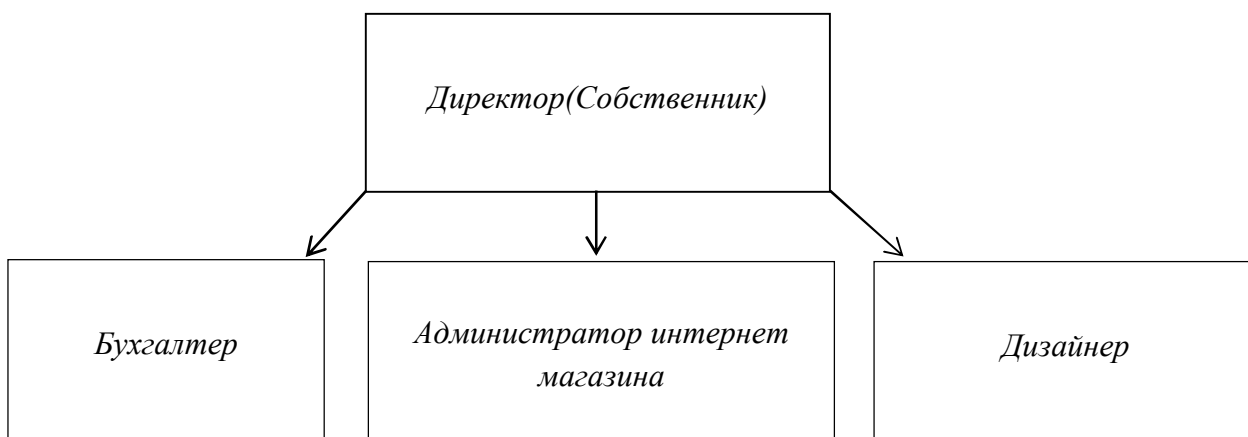 Директор(Собственник)
Бухгалтер
Администратор интернет
магазина
Дизайнер